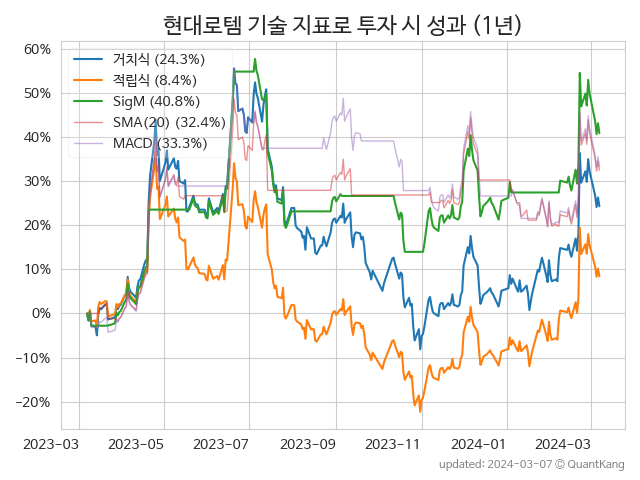 현대로템 기술 지표로 투자 시 성과 (1년)
60%
50%
40%
30%
20%
10%
0%
−10%
−20%
거치식 (24.3%)
적립식 (8.4%)
SigM (40.8%)
SMA(20) (32.4%)
MACD (33.3%)
2023-03 2023-05 2023-07 2023-09 2023-11 2024-01 2024-03
updated: 2024-03-07 ⓒ QuantKang